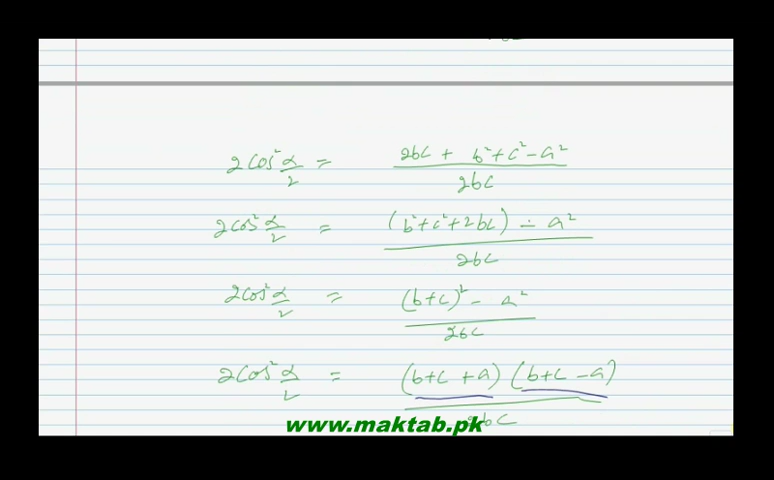 2cos²α/2 = 2bc + b²+c²-a² / 2bc
2cos²α/2 = (b²+c²+2bc) - a² / 2bc
2cos²α/2 = (b+c)² - a² / 2bc
2cos²α/2 = (b+c+a) (b+c-a) / 2bc
www.maktab.pk